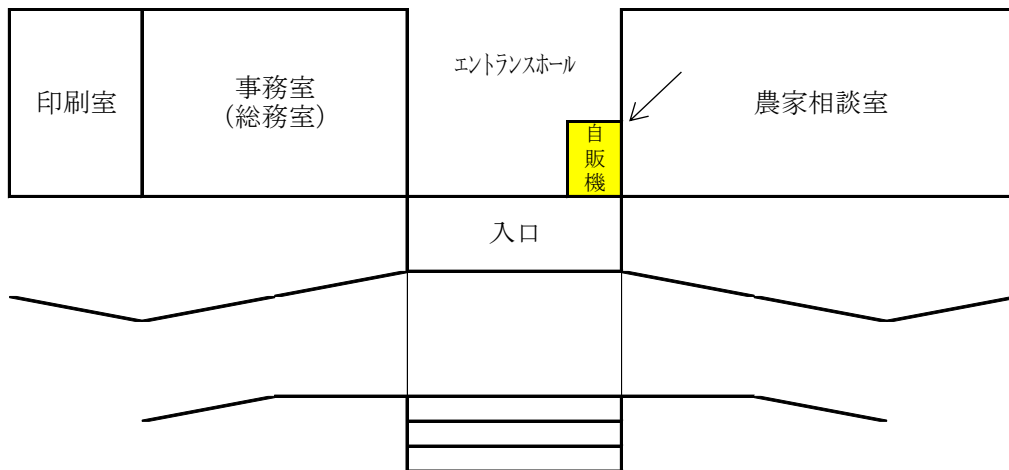 エントランスホール
印刷室
事務室
(総務室)
自
販
機
農家相談室
入口